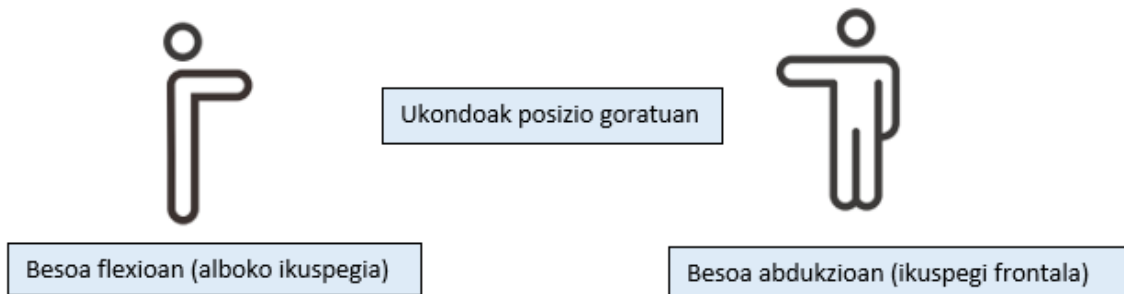 Ukondoak posizio goratuan
Besoa flexioan (alboko ikuspegia)
Besoa abdukzioan (ikuspegi frontala)